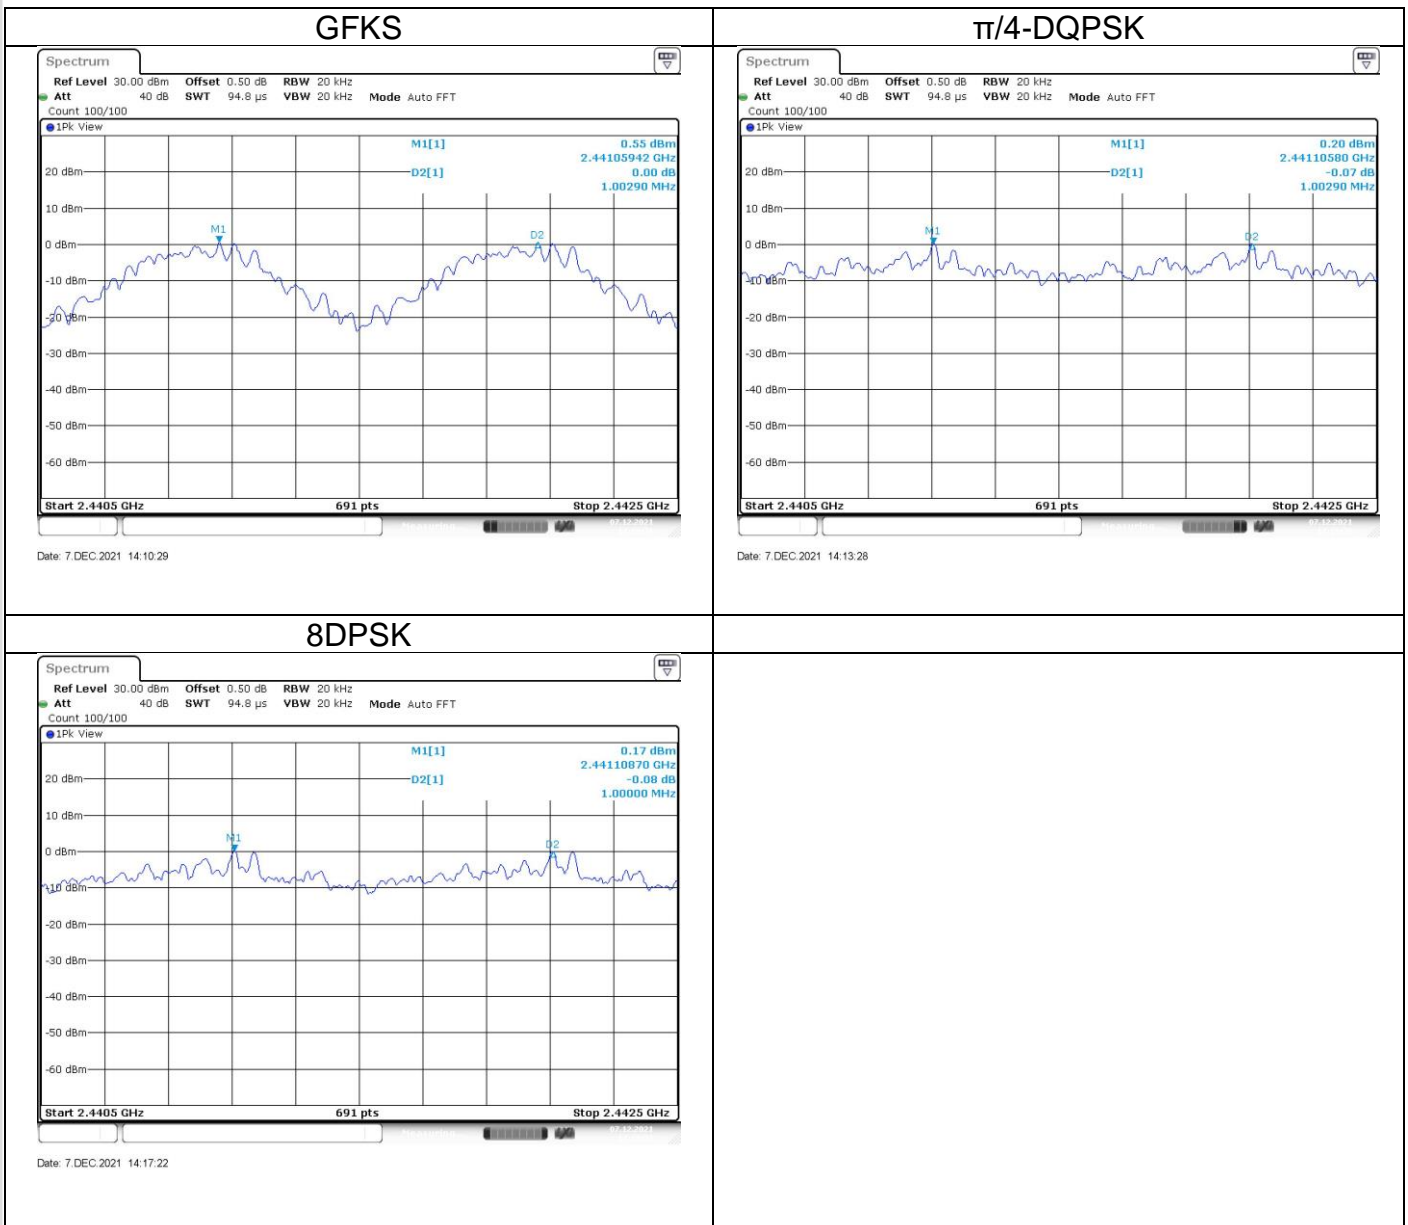 GFKS
Spectrum
Ref Level 30.00 dBm Offset 0.50 dB RBW 20 kHz
Att 40 dB SWT 94.8 µs VBW 20 kHz Mode Auto FFT
Count 100/100
1Pk View
M1[1] 0.55 dBm
2.44105942 GHz
D2[1] 0.00 dB
1.00290 MHz
20 dBm
10 dBm
M1
D2
0 dBm
-10 dBm
-20 dBm
-30 dBm
-40 dBm
-50 dBm
-60 dBm
Start 2.4405 GHz 691 pts Stop 2.4425 GHz
Date: 7.DEC.2021 14:10:29
π/4-DQPSK
Spectrum
Ref Level 30.00 dBm Offset 0.50 dB RBW 20 kHz
Att 40 dB SWT 94.8 µs VBW 20 kHz Mode Auto FFT
Count 100/100
1Pk View
M1[1] 0.20 dBm
2.44110580 GHz
D2[1] -0.07 dB
1.00290 MHz
20 dBm
10 dBm
M1
D2
0 dBm
-10 dBm
-20 dBm
-30 dBm
-40 dBm
-50 dBm
-60 dBm
Start 2.4405 GHz 691 pts Stop 2.4425 GHz
Date: 7.DEC.2021 14:13:28
8DPSK
Spectrum
Ref Level 30.00 dBm Offset 0.50 dB RBW 20 kHz
Att 40 dB SWT 94.8 µs VBW 20 kHz Mode Auto FFT
Count 100/100
1Pk View
M1[1] 0.17 dBm
2.44110870 GHz
D2[1] -0.08 dB
1.00000 MHz
20 dBm
10 dBm
M1
D2
0 dBm
-10 dBm
-20 dBm
-30 dBm
-40 dBm
-50 dBm
-60 dBm
Start 2.4405 GHz 691 pts Stop 2.4425 GHz
Date: 7.DEC.2021 14:17:22